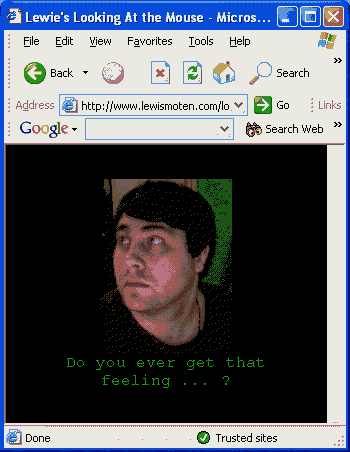 Lewie's Looking At the Mouse - Micros...
File Edit View Favorites Tools Help »
Back Search »
Address http://www.lewismoten.com/lo Go Links
Google Search Web »
Do you ever get that
feeling ... ?
Done Trusted sites